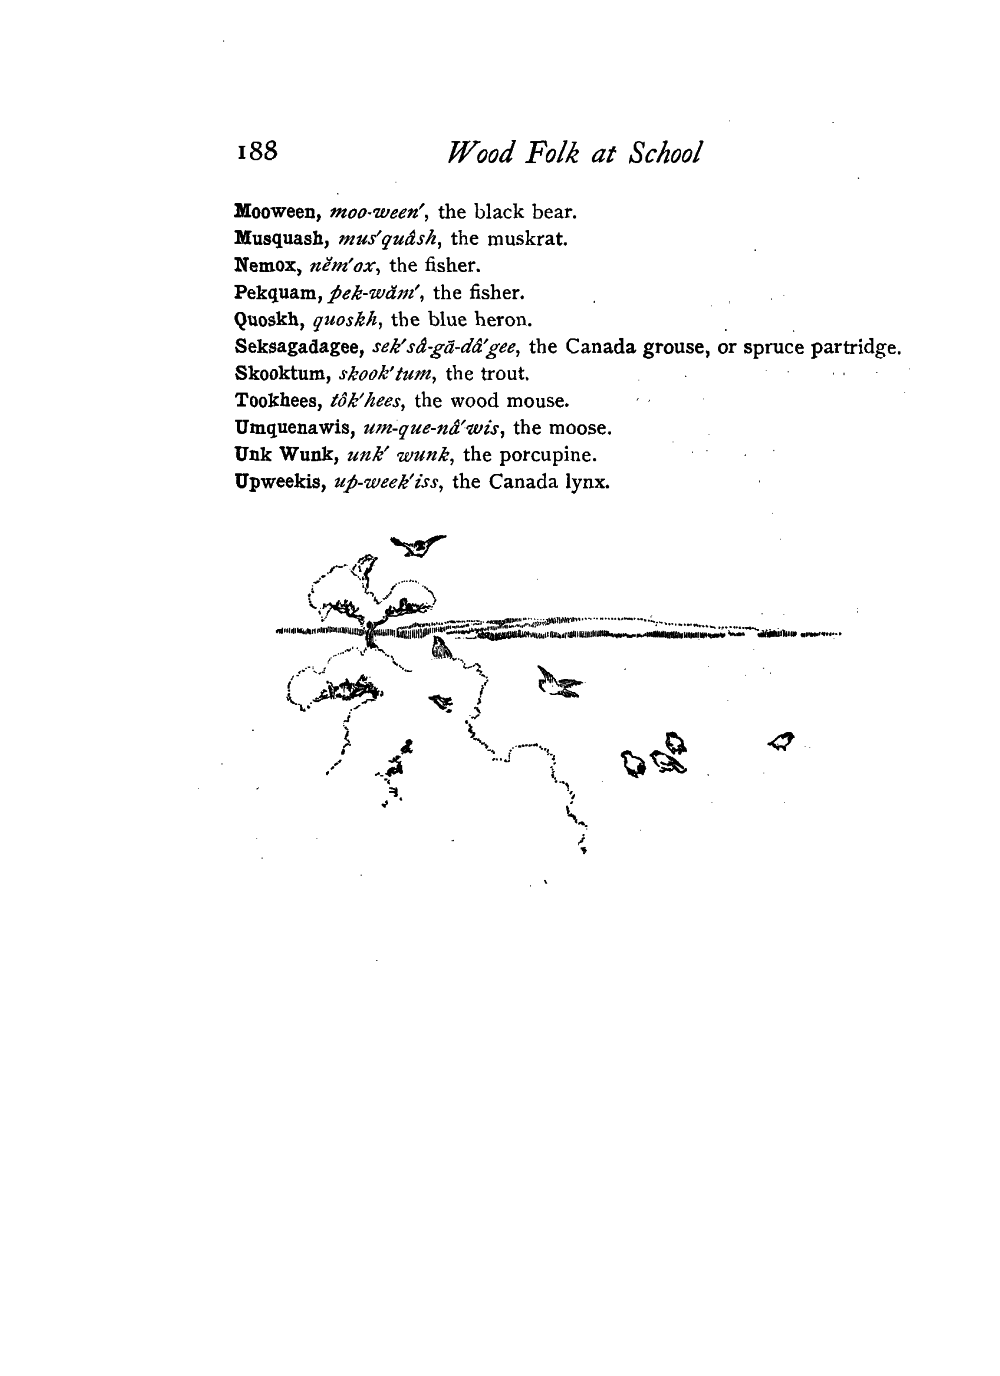 188 Wood Folk at School
Mooween, moo-ween′, the black bear.
Musquash, mus′quâsh, the muskrat.
Nemox, nĕm′ox, the fisher.
Pekquam, pek-wăm′, the fisher.
Quoskh, quoskh, the blue heron.
Seksagadagee, sek′sâ-gā-dâ′gee, the Canada grouse, or spruce partridge.
Skooktum, skook′tum, the trout.
Tookhees, tôk′hees, the wood mouse.
Umquenawis, um-que-nâ′wis, the moose.
Unk Wunk, unk′ wunk, the porcupine.
Upweekis, up-week′iss, the Canada lynx.